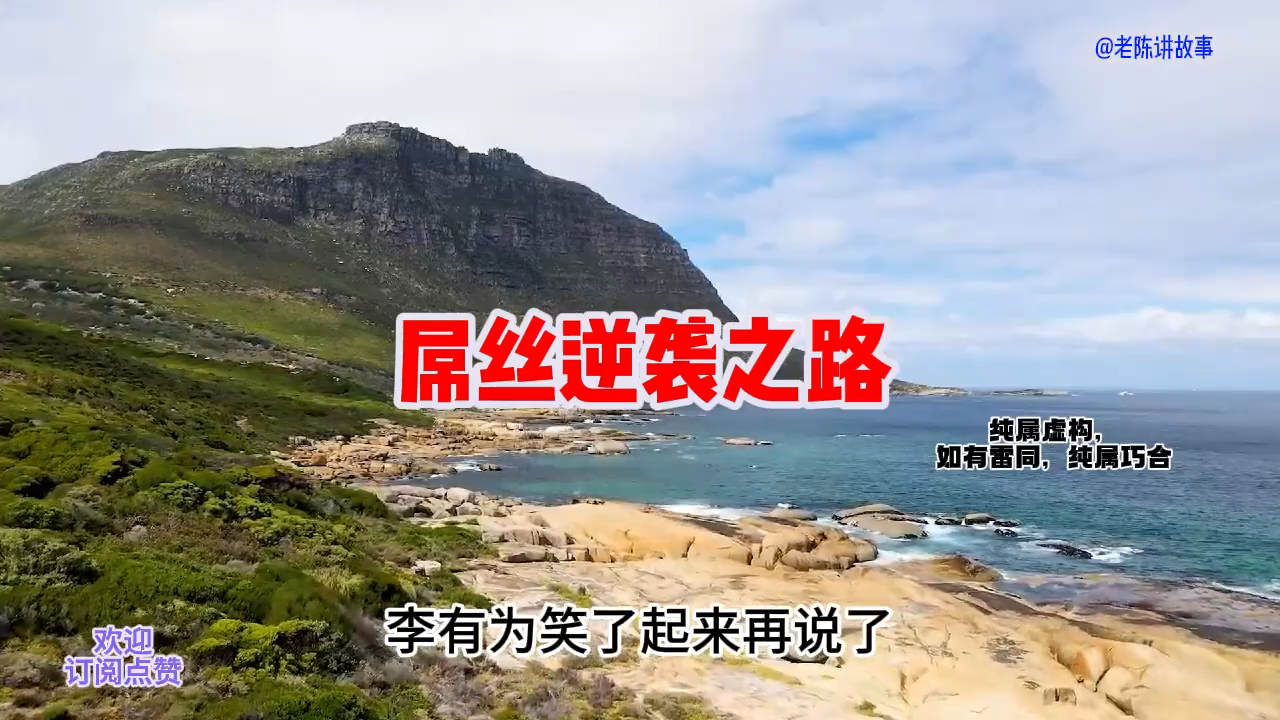 @老陈讲故事
屌丝逆袭之路
纯属虚构，
如有雷同，纯属巧合
李有为笑了起来再说了
欢迎
订阅点赞